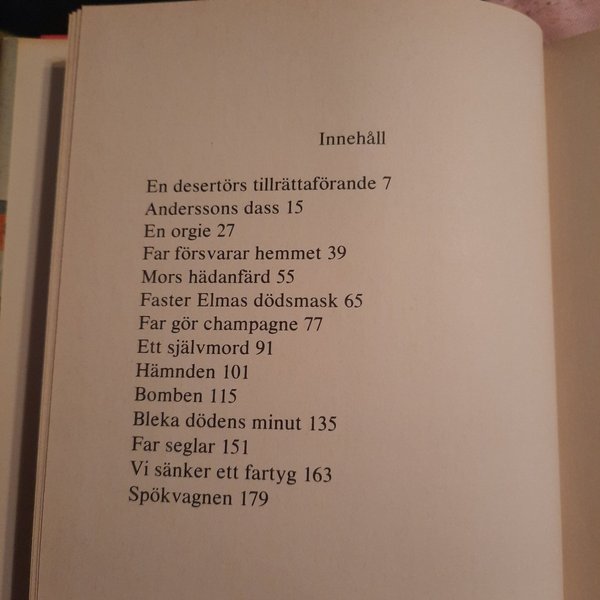 Innehåll
En desertörs tillrättaförande 7
Anderssons dass 15
En orgie 27
Far försvarar hemmet 39
Mors hädanfärd 55
Faster Elmas dödsmask 65
Far gör champagne 77
Ett självmord 91
Hämnden 101
Bomben 115
Bleka dödens minut 135
Far seglar 151
Vi sänker ett fartyg 163
Spökvagnen 179